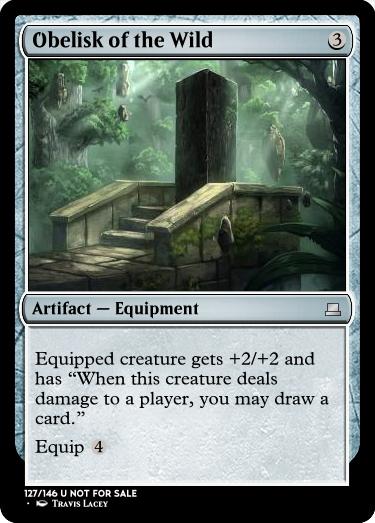 Obelisk of the Wild 3
Artifact — Equipment
Equipped creature gets +2/+2 and
has “When this creature deals
damage to a player, you may draw a
card.”
Equip 4
127/146 U NOT FOR SALE
· Travis Lacey